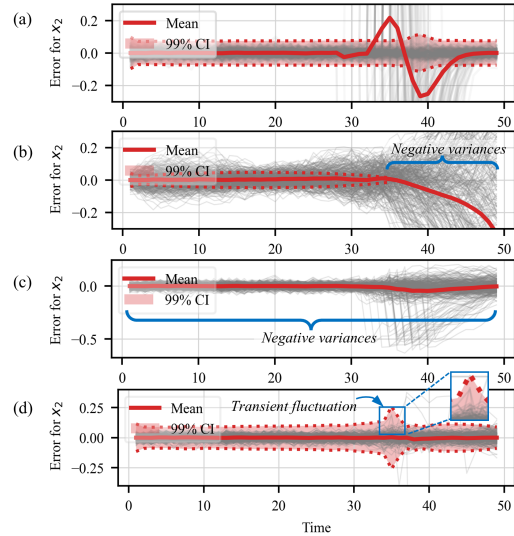 (a)
Error for x₂
0.2
0.0
−0.2
Mean
99% CI
0 10 20 30 40 50
(b)
Error for x₂
0.2
0.0
−0.2
Mean
99% CI
Negative variances
0 10 20 30 40 50
(c)
Error for x₂
0.0
−0.5
Mean
99% CI
Negative variances
0 10 20 30 40 50
(d)
Error for x₂
0.25
0.00
−0.25
Mean
99% CI
Transient fluctuation
0 10 20 30 40 50
Time